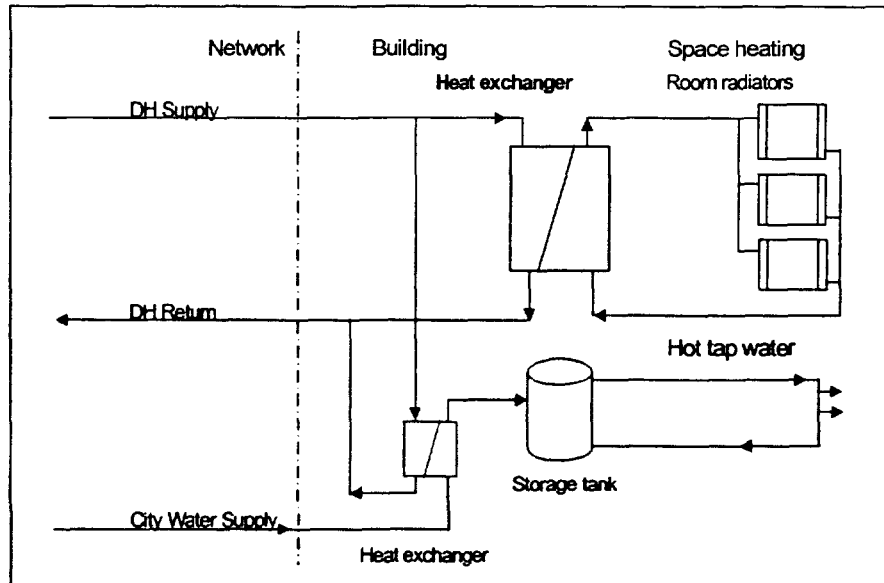 Network
Building
Space heating
Heat exchanger
Room radiators
DH Supply
DH Return
Hot tap water
Storage tank
City Water Supply
Heat exchanger